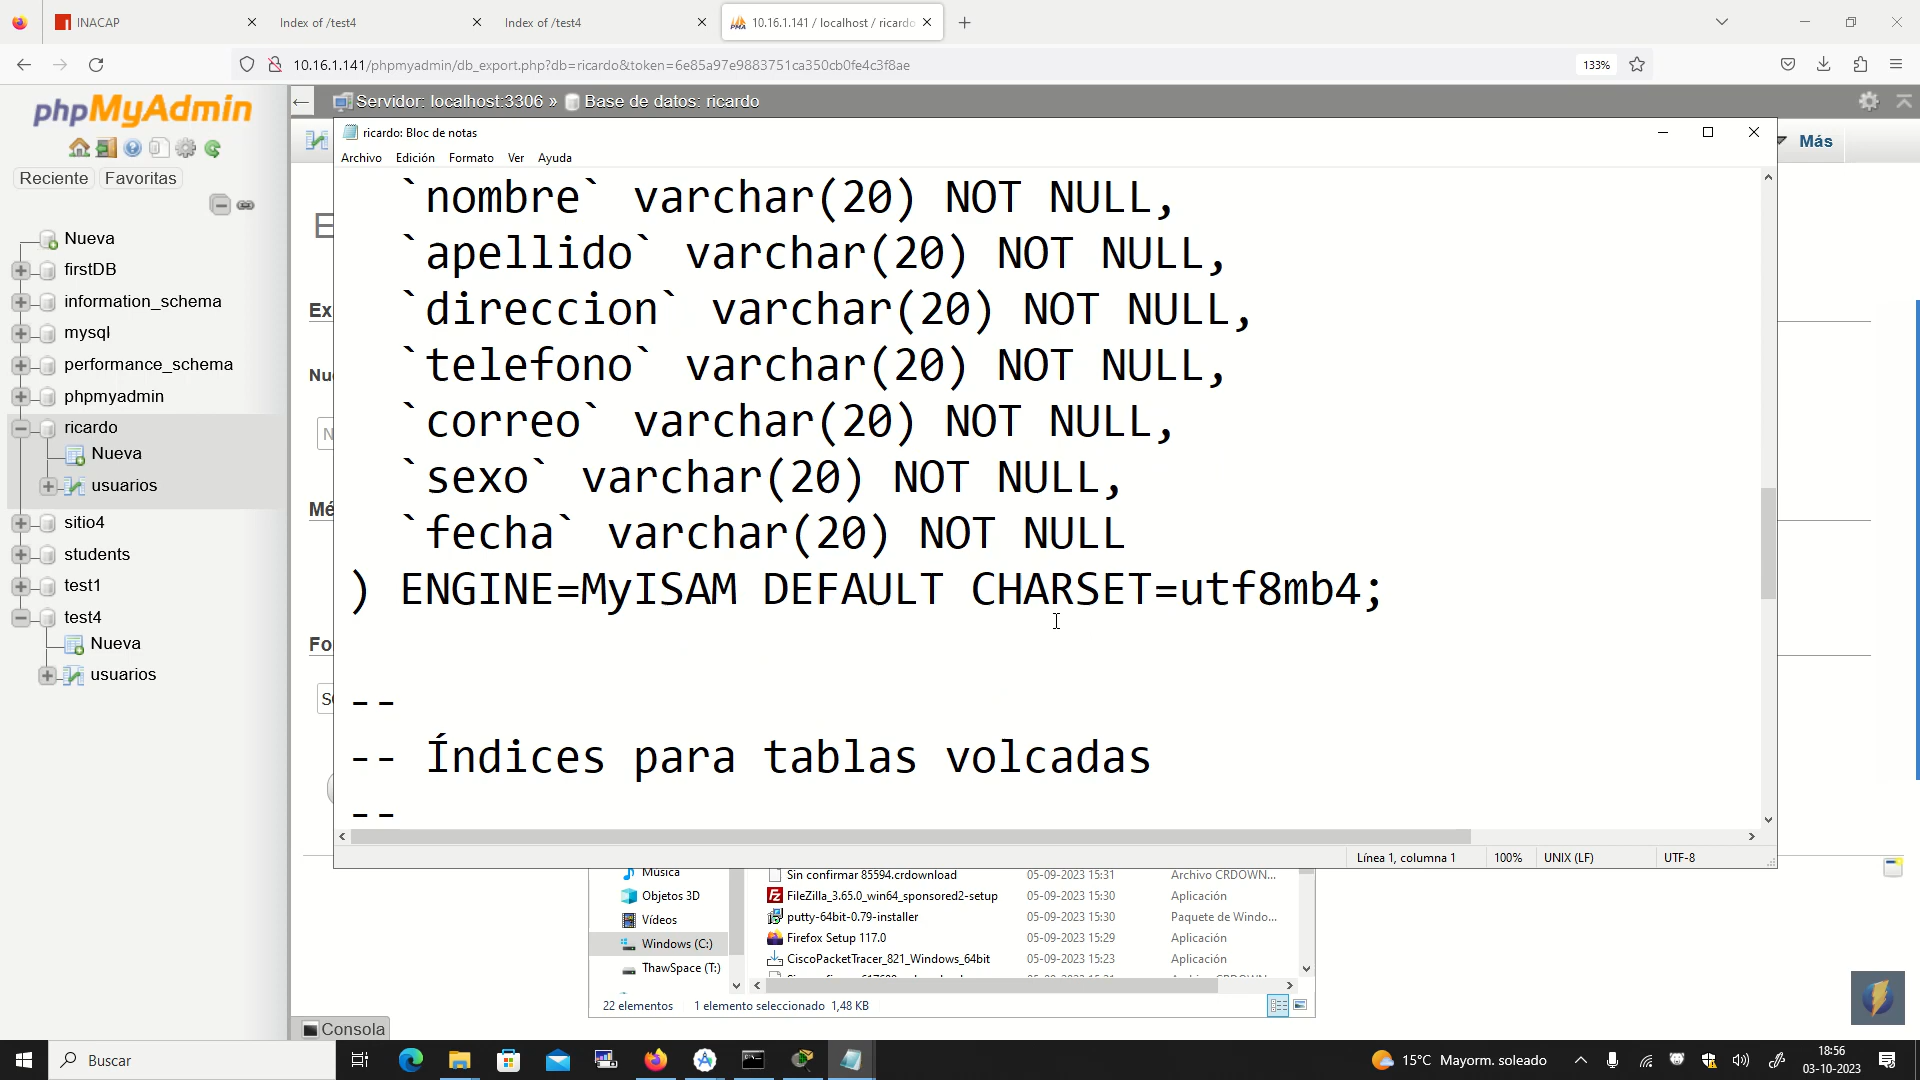 INACAP
Index of /test4
Index of /test4
10.16.1.141 / localhost / ricardo
10.16.1.141/phpmyadmin/db_export.php?db=ricardo&token=6e85a97e9883751ca350cb0fe4c3f8ae
133%
phpMyAdmin
Servidor: localhost:3306 » Base de datos: ricardo
ricardo: Bloc de notas
Más
Archivo Edición Formato Ver Ayuda
Reciente Favoritas
Nueva
firstDB
information_schema
mysql
performance_schema
phpmyadmin
ricardo
Nueva
usuarios
sitio4
students
test1
test4
Nueva
usuarios
`nombre` varchar(20) NOT NULL,
`apellido` varchar(20) NOT NULL,
`direccion` varchar(20) NOT NULL,
`telefono` varchar(20) NOT NULL,
`correo` varchar(20) NOT NULL,
`sexo` varchar(20) NOT NULL,
`fecha` varchar(20) NOT NULL
) ENGINE=MyISAM DEFAULT CHARSET=utf8mb4;
--
-- Índices para tablas volcadas
--
Línea 1, columna 1 100% UNIX (LF) UTF-8
Música
Objetos 3D
Vídeos
Windows (C:)
ThawSpace (T:)
Sin confirmar 85594.crdownload 05-09-2023 15:31 Archivo CRDOWN...
FileZilla_3.65.0_win64_sponsored2-setup 05-09-2023 15:30 Aplicación
putty-64bit-0.79-installer 05-09-2023 15:30 Paquete de Windo...
Firefox Setup 117.0 05-09-2023 15:29 Aplicación
CiscoPacketTracer_821_Windows_64bit 05-09-2023 15:23 Aplicación
22 elementos 1 elemento seleccionado 1,48 KB
Consola
Buscar
15°C Mayorm. soleado
18:56
03-10-2023